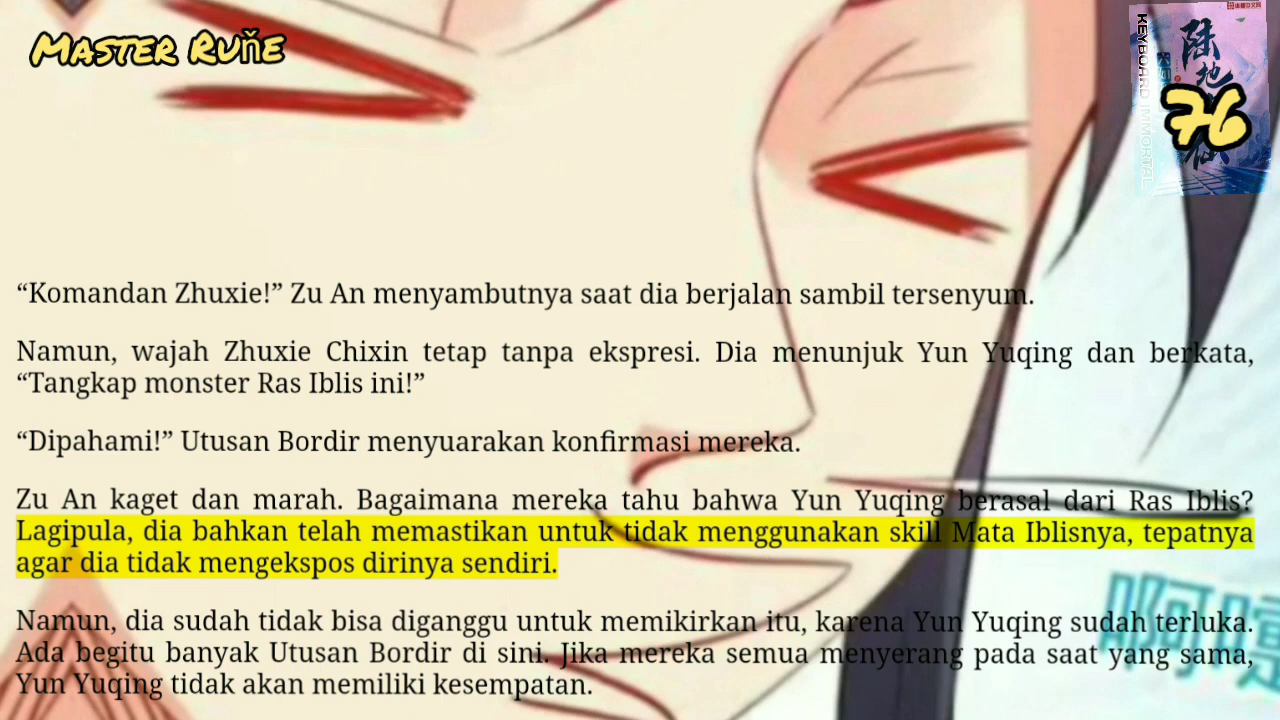 Master Ruňe
KEYBOARD IMMORTAL
陆地
76
“Komandan Zhuxie!” Zu An menyambutnya saat dia berjalan sambil tersenyum.
Namun, wajah Zhuxie Chixin tetap tanpa ekspresi. Dia menunjuk Yun Yuqing dan berkata,
“Tangkap monster Ras Iblis ini!”
“Dipahami!” Utusan Bordir menyuarakan konfirmasi mereka.
Zu An kaget dan marah. Bagaimana mereka tahu bahwa Yun Yuqing berasal dari Ras Iblis?
Lagipula, dia bahkan telah memastikan untuk tidak menggunakan skill Mata Iblisnya, tepatnya
agar dia tidak mengekspos dirinya sendiri.
Namun, dia sudah tidak bisa diganggu untuk memikirkan itu, karena Yun Yuqing sudah terluka.
Ada begitu banyak Utusan Bordir di sini. Jika mereka semua menyerang pada saat yang sama,
Yun Yuqing tidak akan memiliki kesempatan.
啊